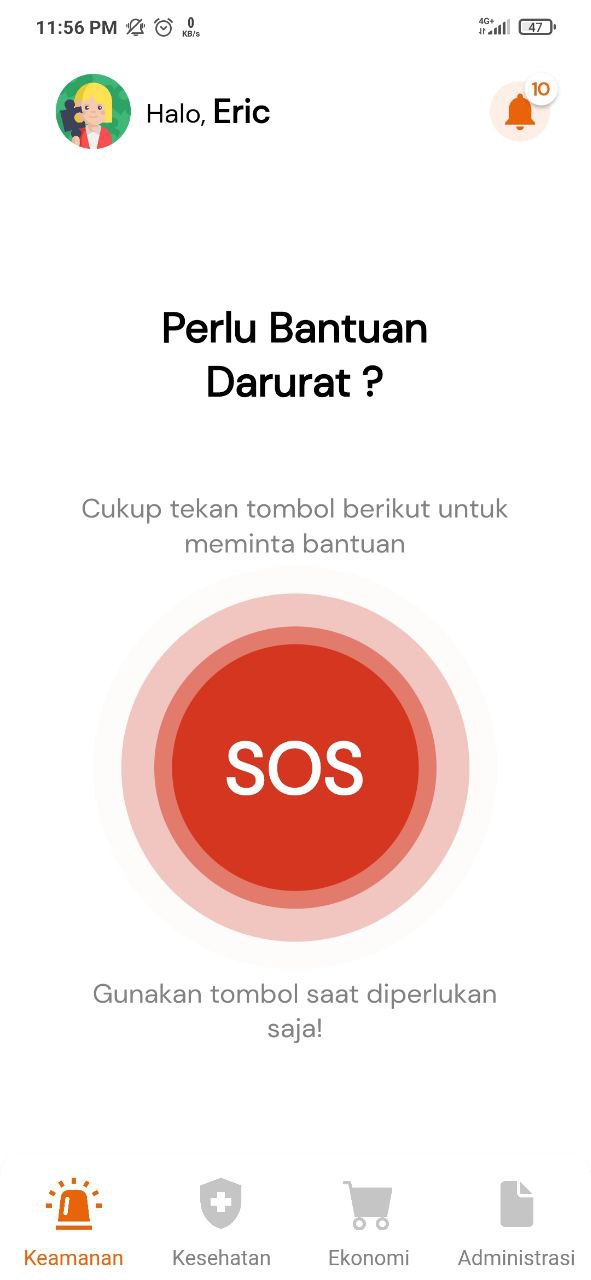 11:56 PM 0 KB/s 4G+ 47
Halo, Eric 10
Perlu Bantuan
Darurat ?
Cukup tekan tombol berikut untuk
meminta bantuan
SOS
Gunakan tombol saat diperlukan
saja!
Keamanan Kesehatan Ekonomi Administrasi